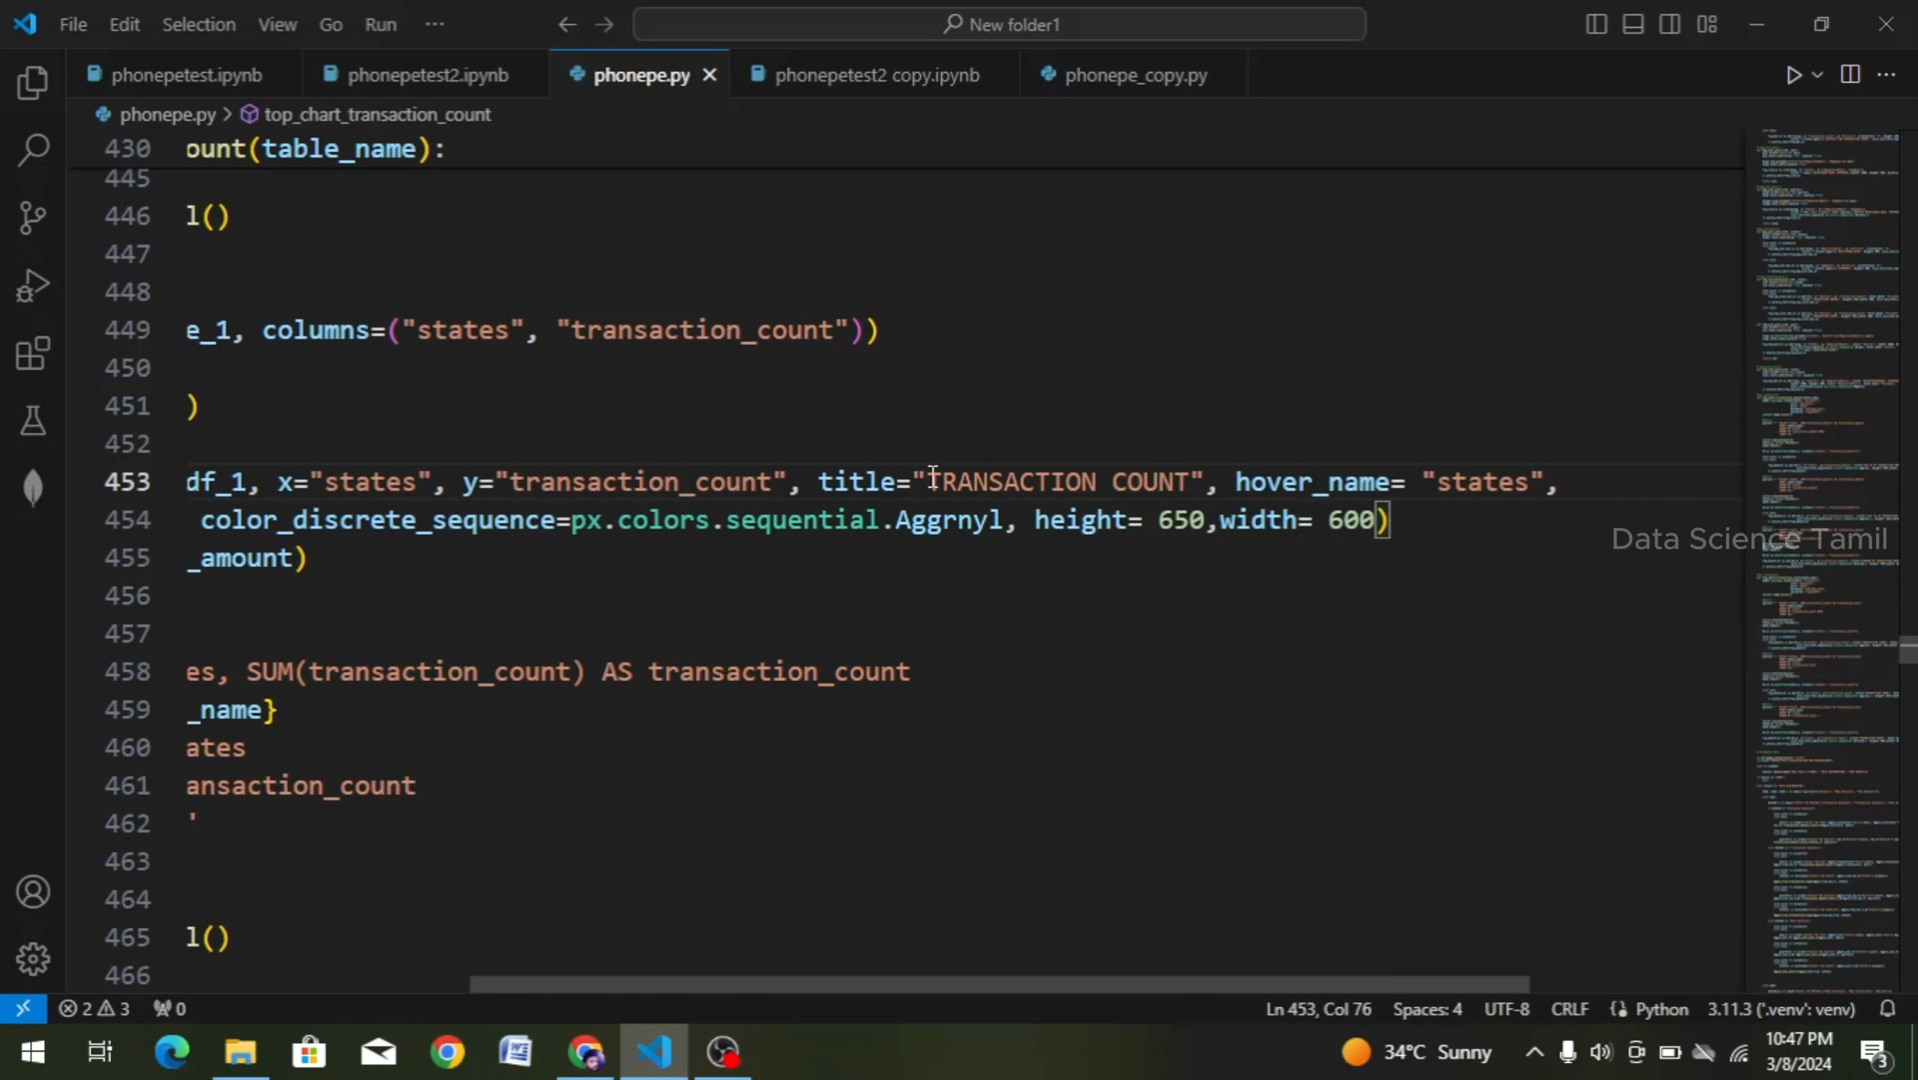 File Edit Selection View Go Run ··· New folder1
phonepetest.ipynb phonepetest2.ipynb phonepe.py phonepetest2 copy.ipynb phonepe_copy.py
phonepe.py > top_chart_transaction_count
430 ount(table_name):
445
446 l()
447
448
449 e_1, columns=("states", "transaction_count"))
450
451 )
452
453 df_1, x="states", y="transaction_count", title="TRANSACTION COUNT", hover_name= "states",
454 color_discrete_sequence=px.colors.sequential.Aggrnyl, height= 650,width= 600)
Data Science Tamil
455 _amount)
456
457
458 es, SUM(transaction_count) AS transaction_count
459 _name}
460 ates
461 ansaction_count
462 '
463
464
465 l()
466
2 3 0 Ln 453, Col 76 Spaces: 4 UTF-8 CRLF Python 3.11.3 ('.venv': venv)
34°C Sunny 10:47 PM
3/8/2024 3